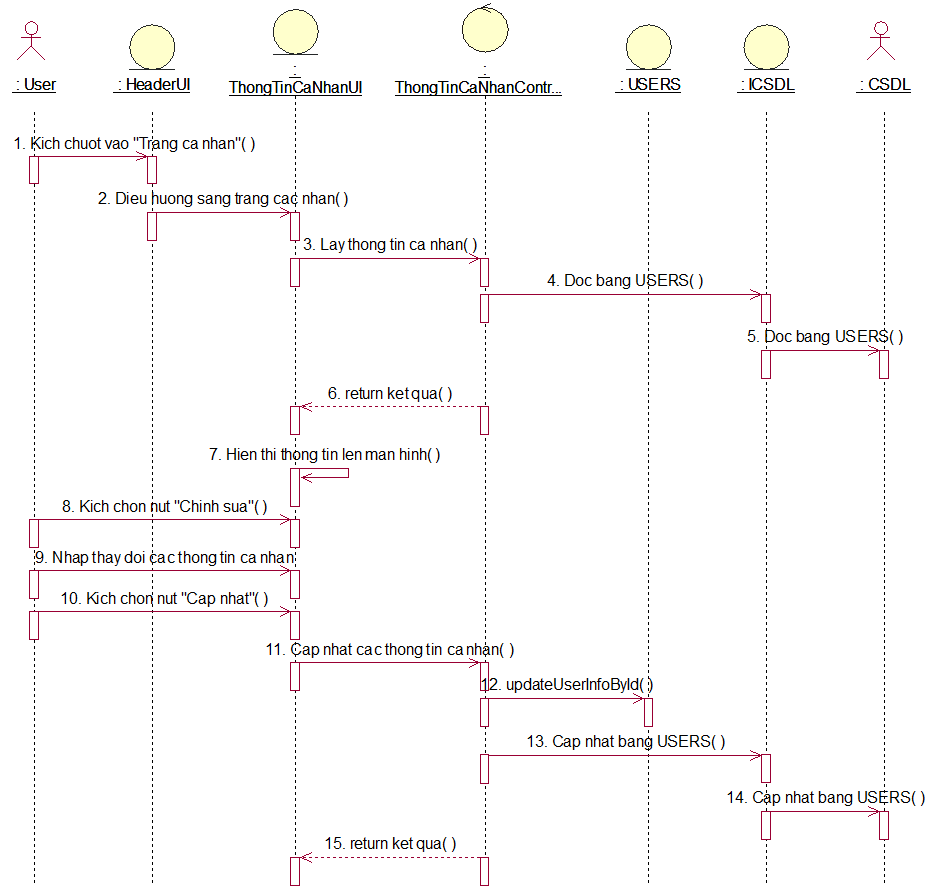 : User
: HeaderUI
:
ThongTinCaNhanUI
:
ThongTinCaNhanContr...
: USERS
: ICSDL
: CSDL
1. Kich chuot vao "Trang ca nhan"( )
2. Dieu huong sang trang cac nhan( )
3. Lay thong tin ca nhan( )
4. Doc bang USERS( )
5. Doc bang USERS( )
6. return ket qua( )
7. Hien thi thong tin len man hinh( )
8. Kich chon nut "Chinh sua"( )
9. Nhap thay doi cac thong tin ca nhan
10. Kich chon nut "Cap nhat"( )
11. Cap nhat cac thong tin ca nhan( )
12. updateUserInfoById( )
13. Cap nhat bang USERS( )
14. Cap nhat bang USERS( )
15. return ket qua( )